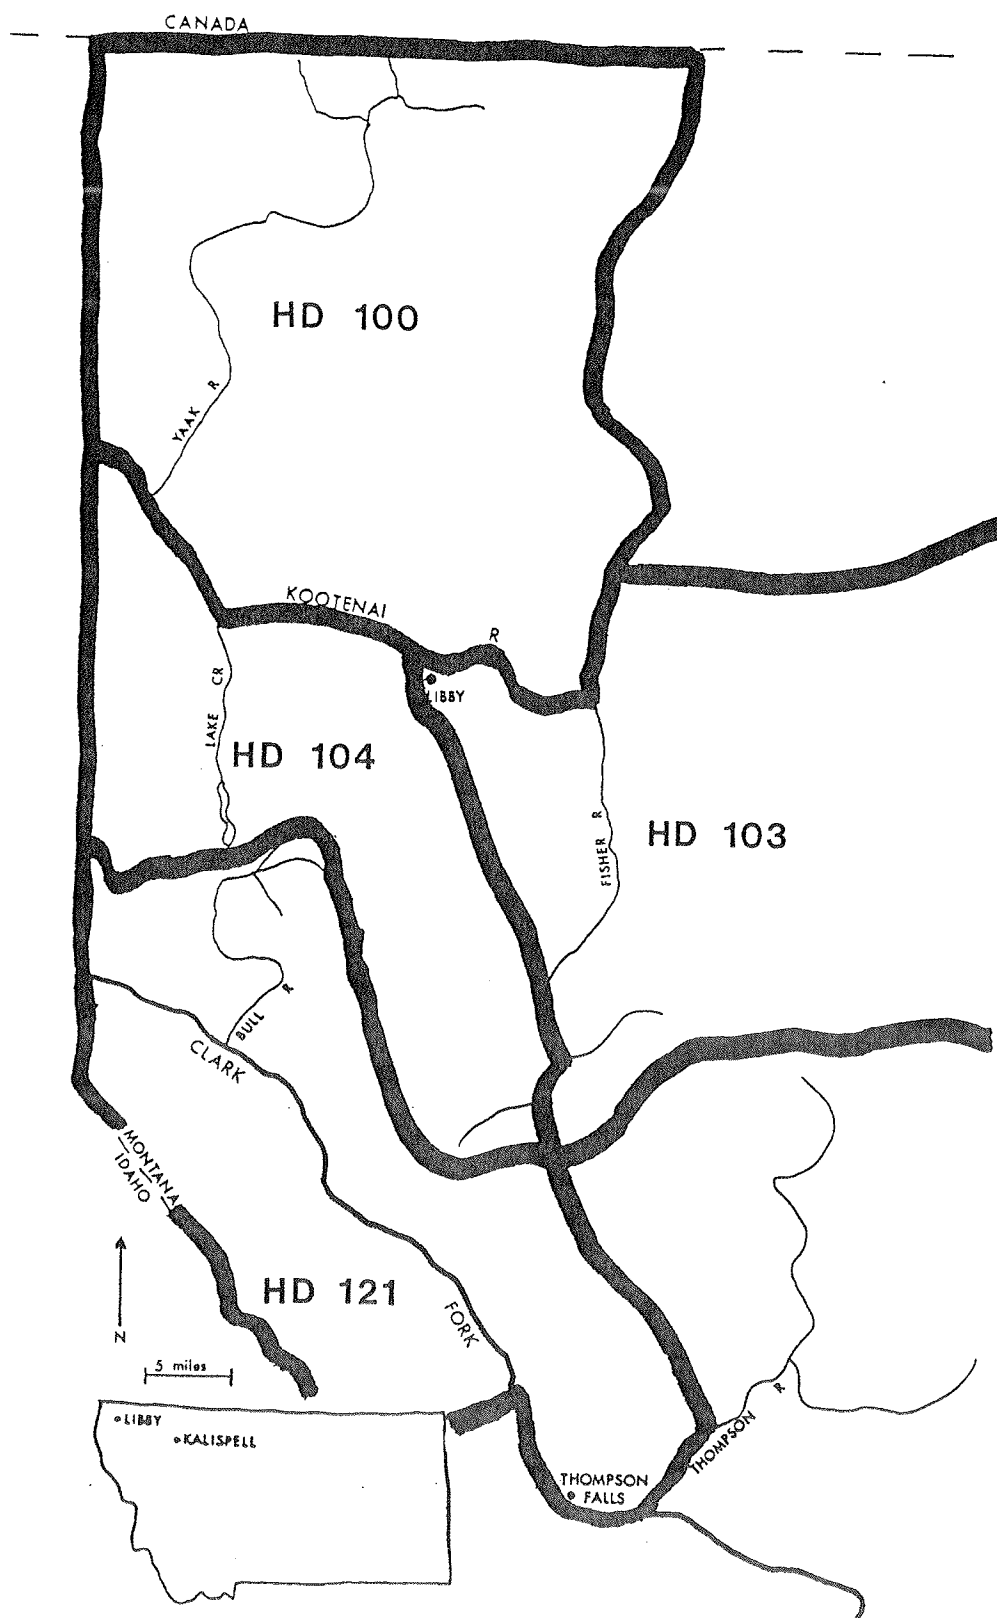 CANADA
HD 100
YAAK R
KOOTENAI R
LIBBY
LAKE CR
HD 104
FISHER R
HD 103
BULL R
CLARK
MONTANA
IDAHO
HD 121
FORK
N
5 miles
LIBBY
KALISPELL
THOMPSON R
THOMPSON
FALLS